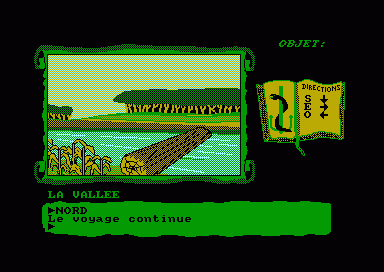 OBJET:
DIRECTIONS
S
E
O
LA VALLEE
►NORD
Le voyage continue
►